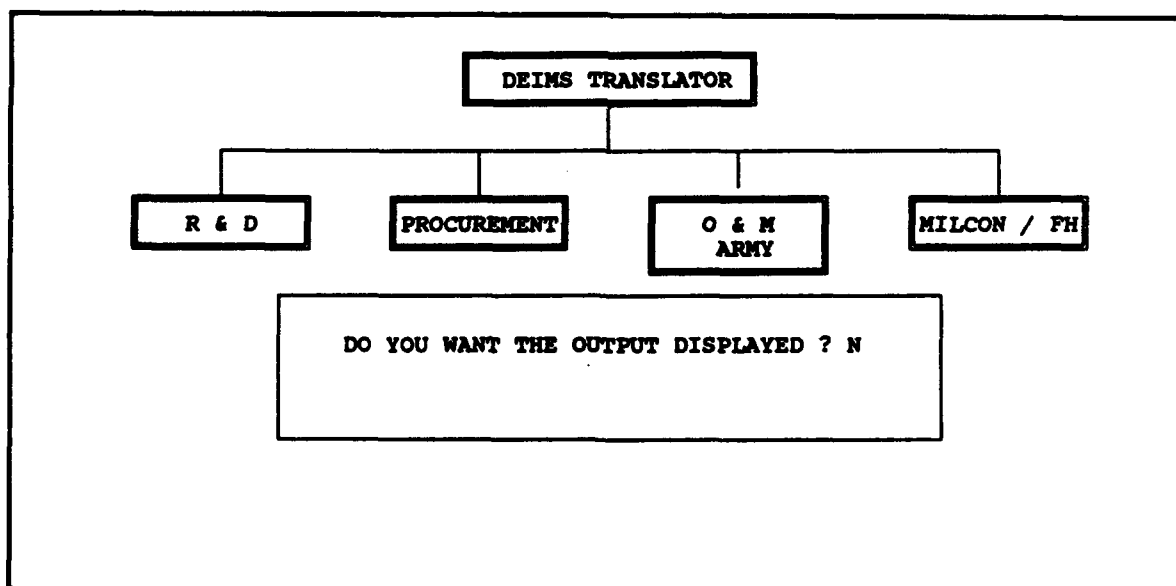 DEIMS TRANSLATOR
R & D
PROCUREMENT
O & M
ARMY
MILCON / FH
DO YOU WANT THE OUTPUT DISPLAYED ? N